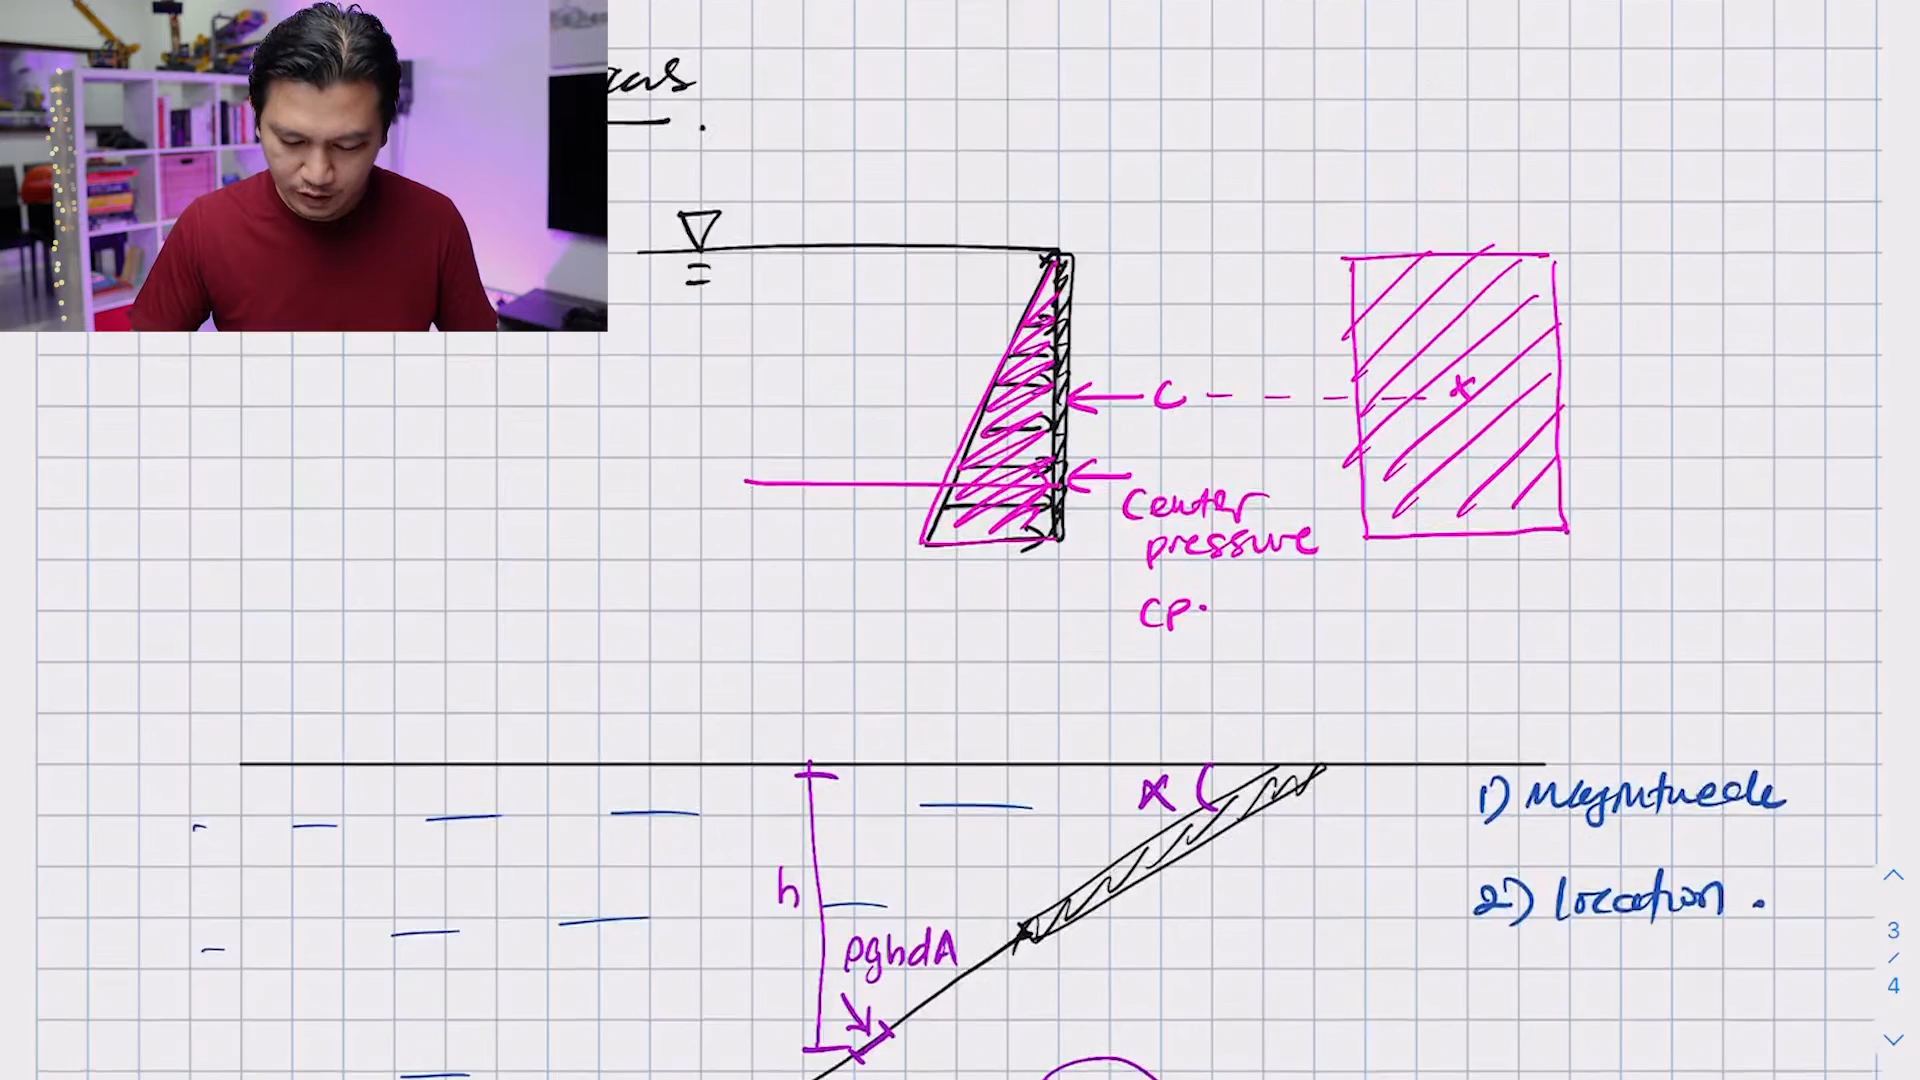 C
Center
pressure
CP.
α
1) Magnitude
h
2) Location.
ρghdA
3
/
4